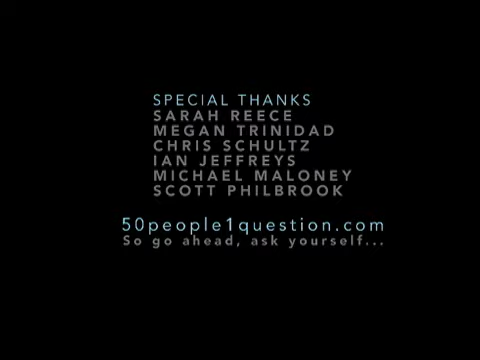 SPECIAL THANKS
SARAH REECE
MEGAN TRINIDAD
CHRIS SCHULTZ
IAN JEFFREYS
MICHAEL MALONEY
SCOTT PHILBROOK
50people1question.com
So go ahead, ask yourself...